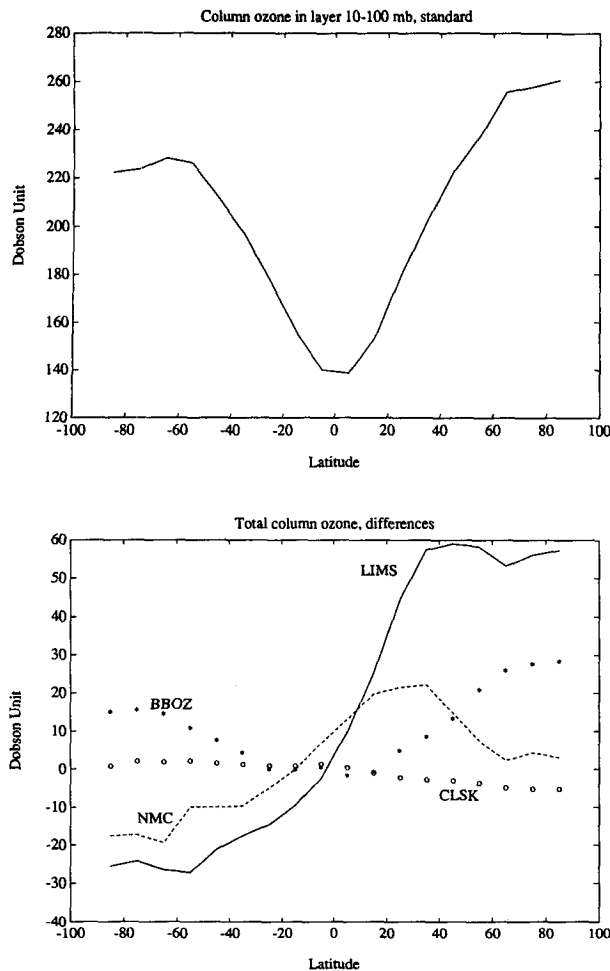 Column ozone in layer 10-100 mb, standard
280
260
240
220
200
180
160
140
120
Dobson Unit
-100 -80 -60 -40 -20 0 20 40 60 80 100
Latitude
Total column ozone, differences
60
50
40
30
20
10
0
-10
-20
-30
-40
Dobson Unit
LIMS
BBOZ
NMC
CLSK
-100 -80 -60 -40 -20 0 20 40 60 80 100
Latitude